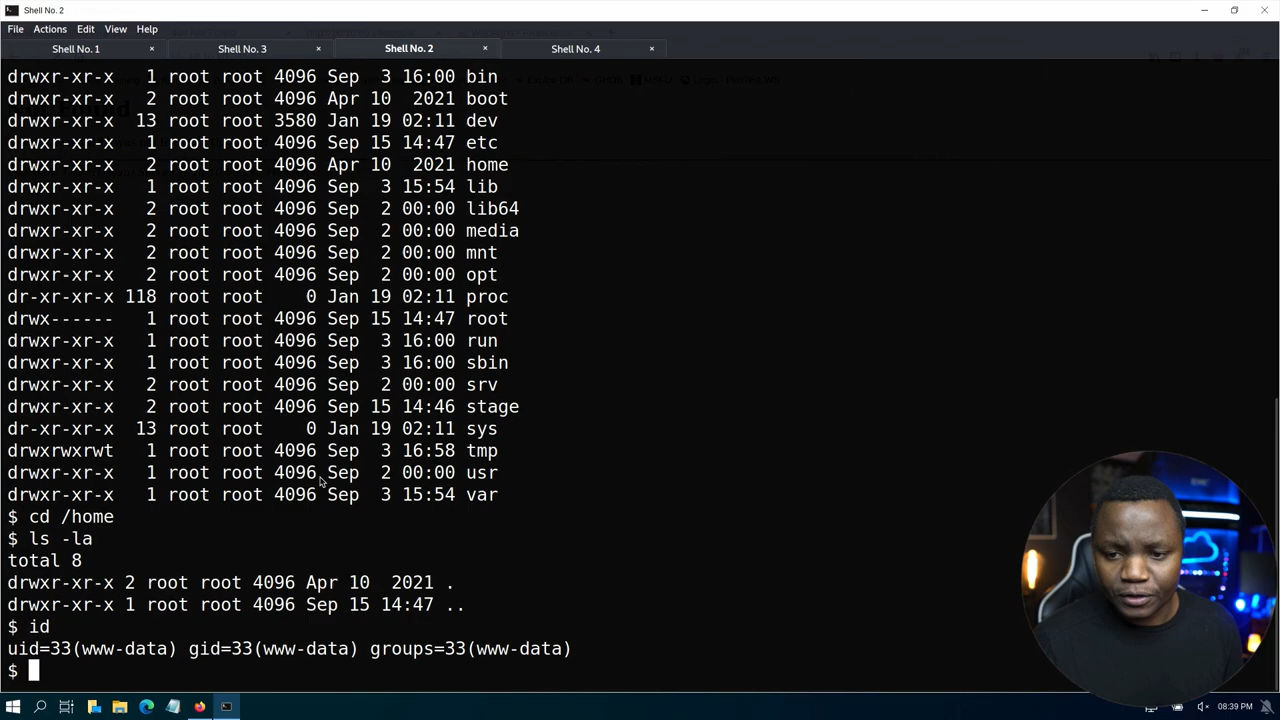 Shell No. 2
File Actions Edit View Help
Shell No. 1 × Shell No. 3 × Shell No. 2 × Shell No. 4 ×
drwxr-xr-x 1 root root 4096 Sep 3 16:00 bin
drwxr-xr-x 2 root root 4096 Apr 10 2021 boot
drwxr-xr-x 13 root root 3580 Jan 19 02:11 dev
drwxr-xr-x 1 root root 4096 Sep 15 14:47 etc
drwxr-xr-x 2 root root 4096 Apr 10 2021 home
drwxr-xr-x 1 root root 4096 Sep 3 15:54 lib
drwxr-xr-x 2 root root 4096 Sep 2 00:00 lib64
drwxr-xr-x 2 root root 4096 Sep 2 00:00 media
drwxr-xr-x 2 root root 4096 Sep 2 00:00 mnt
drwxr-xr-x 2 root root 4096 Sep 2 00:00 opt
dr-xr-xr-x 118 root root 0 Jan 19 02:11 proc
drwx------ 1 root root 4096 Sep 15 14:47 root
drwxr-xr-x 1 root root 4096 Sep 3 16:00 run
drwxr-xr-x 1 root root 4096 Sep 3 16:00 sbin
drwxr-xr-x 2 root root 4096 Sep 2 00:00 srv
drwxr-xr-x 2 root root 4096 Sep 15 14:46 stage
dr-xr-xr-x 13 root root 0 Jan 19 02:11 sys
drwxrwxrwt 1 root root 4096 Sep 3 16:58 tmp
drwxr-xr-x 1 root root 4096 Sep 2 00:00 usr
drwxr-xr-x 1 root root 4096 Sep 3 15:54 var
$ cd /home
$ ls -la
total 8
drwxr-xr-x 2 root root 4096 Apr 10 2021 .
drwxr-xr-x 1 root root 4096 Sep 15 14:47 ..
$ id
uid=33(www-data) gid=33(www-data) groups=33(www-data)
$
08:39 PM